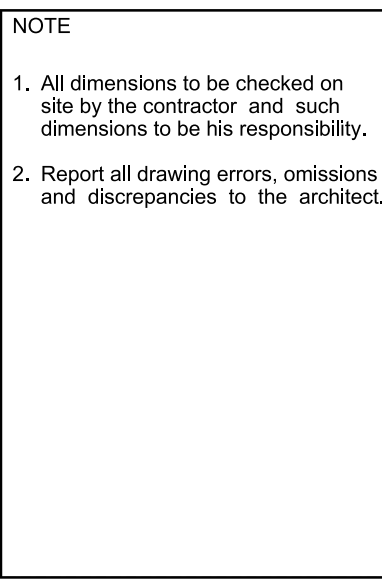 NOTE
1. All dimensions to be checked on
site by the contractor and such
dimensions to be his responsibility.
2. Report all drawing errors, omissions
and discrepancies to the architect.